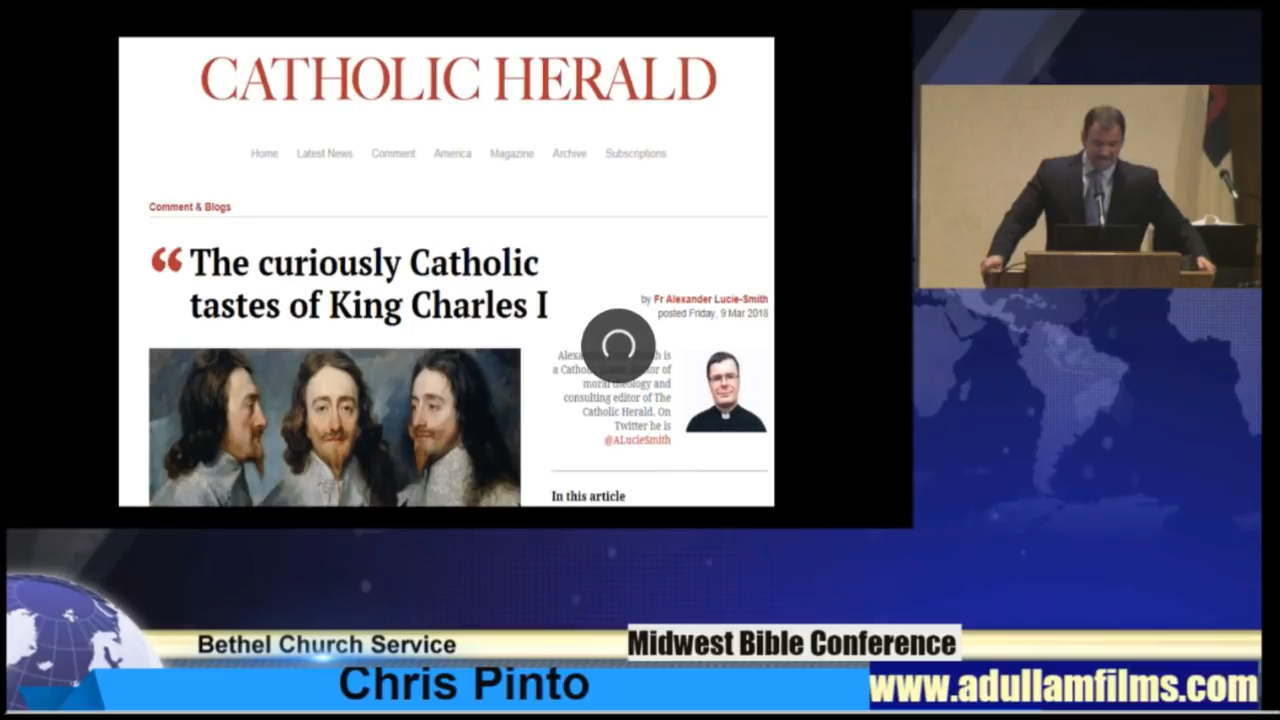 CATHOLIC HERALD
Home Latest News Comment America Magazine Archive Subscriptions
Comment & Blogs
“ The curiously Catholic
tastes of King Charles I
by Fr Alexander Lucie-Smith
posted Friday, 9 Mar 2018
is
a Catholic of
moral theology and
consulting editor of The
Catholic Herald. On
Twitter he is
@ALucieSmith
In this article
Bethel Church Service
Midwest Bible Conference
Chris Pinto
www.adullamfilms.com